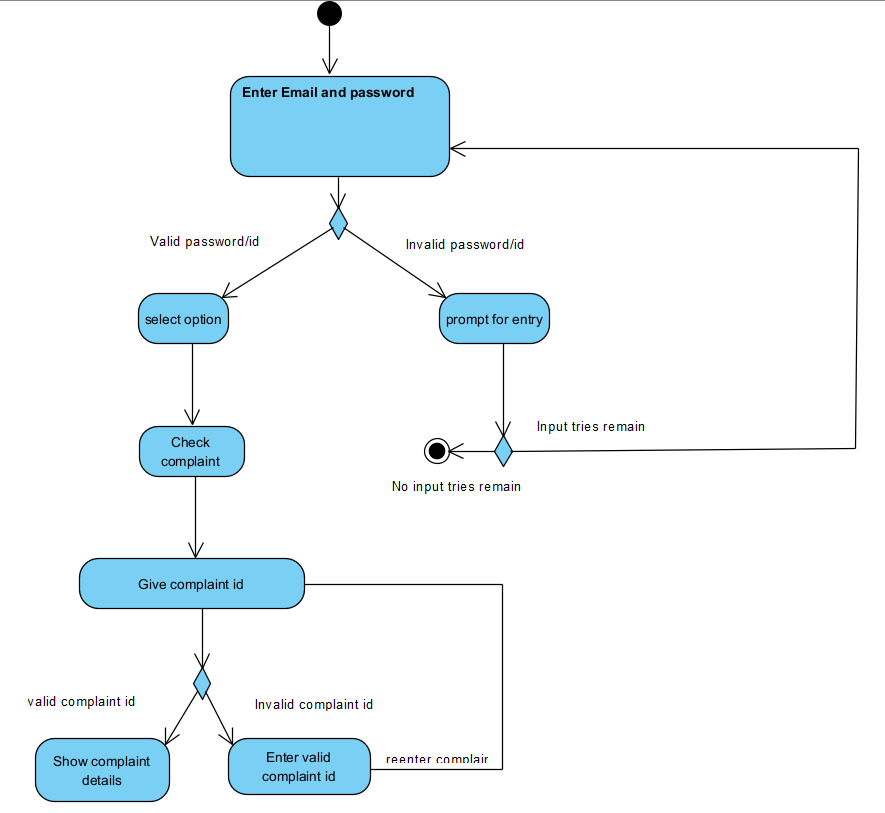 Enter Email and password
Valid password/id
Invalid password/id
select option
prompt for entry
Input tries remain
Check
complaint
No input tries remain
Give complaint id
valid complaint id
Invalid complaint id
Show complaint
details
Enter valid
complaint id
reenter complair